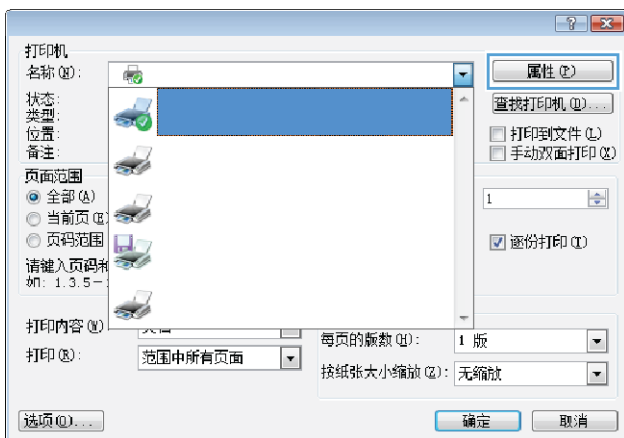 打印机
名称(N):
属性(P)
状态:
类型:
查找打印机(D)...
位置:
打印到文件(L)
备注:
手动双面打印(X)
页面范围
全部(A)
1
当前页(E
页码范围
逐份打印(T)
请键入页码和
如: 1.3.5-
打印内容(W)
每页的版数(H):
1 版
打印(R):
范围中所有页面
按纸张大小缩放(Z):
无缩放
选项(O)...
确定
取消